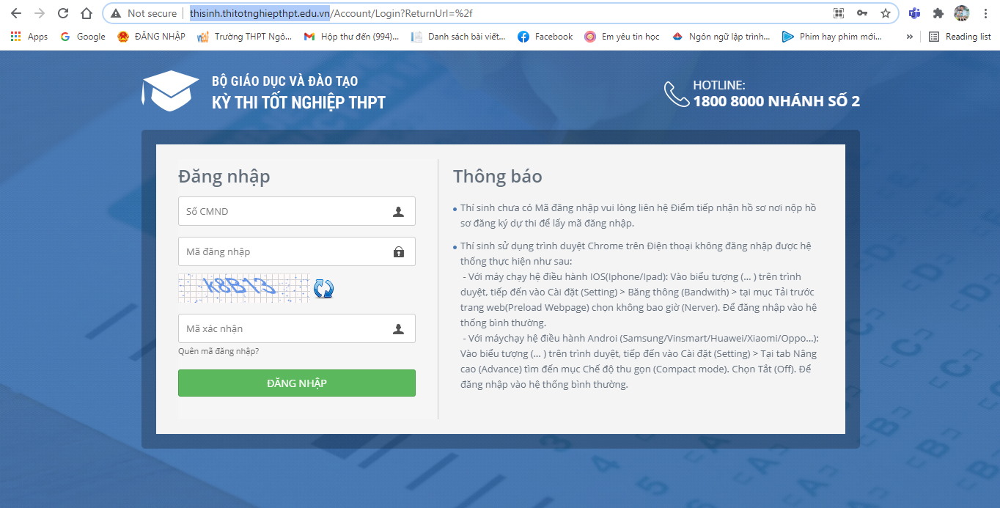 Not secure | thisinh.thitotnghiepthpt.edu.vn/Account/Login?ReturnUrl=%2f
Apps Google ĐĂNG NHẬP Trường THPT Ngô... Hộp thư đến (994)... Danh sách bài viết... Facebook Em yêu tin học Ngôn ngữ lập trình... Phim hay phim mới... » Reading list
BỘ GIÁO DỤC VÀ ĐÀO TẠO
KỲ THI TỐT NGHIỆP THPT
HOTLINE:
1800 8000 NHÁNH SỐ 2
Đăng nhập
Số CMND
Mã đăng nhập
k8B13
Mã xác nhận
Quên mã đăng nhập?
ĐĂNG NHẬP
Thông báo
Thí sinh chưa có Mã đăng nhập vui lòng liên hệ Điểm tiếp nhận hồ sơ nơi nộp hồ
sơ đăng ký dự thi để lấy mã đăng nhập.
Thí sinh sử dụng trình duyệt Chrome trên Điện thoại không đăng nhập được hệ
thống thực hiện như sau:
- Với máy chạy hệ điều hành IOS(Iphone/Ipad): Vào biểu tượng (... ) trên trình
duyệt, tiếp đến vào Cài đặt (Setting) > Băng thông (Bandwith) > tại mục Tải trước
trang web(Preload Webpage) chọn không bao giờ (Nerver). Để đăng nhập vào hệ
thống bình thường.
- Với máychạy hệ điều hành Androi (Samsung/Vinsmart/Huawei/Xiaomi/Oppo...):
Vào biểu tượng (... ) trên trình duyệt, tiếp đến vào Cài đặt (Setting) > Tại tab Nâng
cao (Advance) tìm đến mục Chế độ thu gọn (Compact mode). Chọn Tắt (Off). Để
đăng nhập vào hệ thống bình thường.